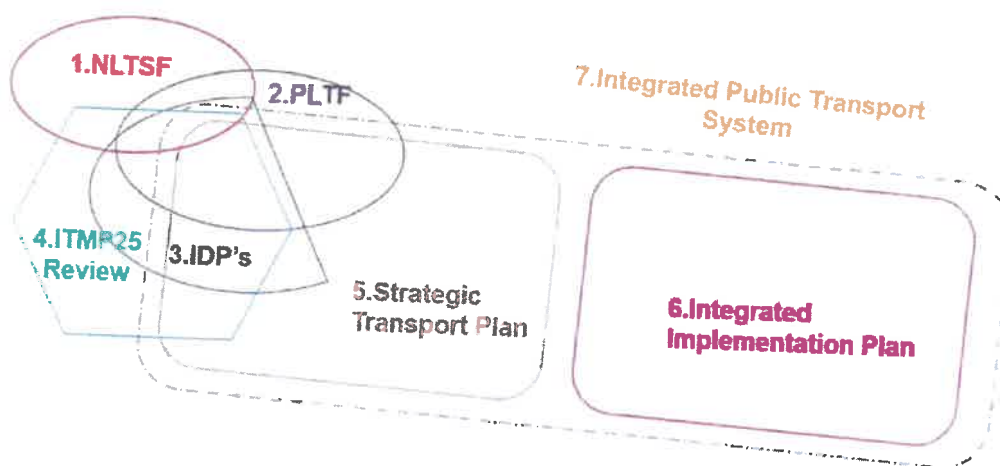 1.NLTSF
2.PLTF
7.Integrated Public Transport
System
4.ITMP25
Review
3.IDP's
5.Strategic
Transport Plan
6.Integrated
Implementation Plan